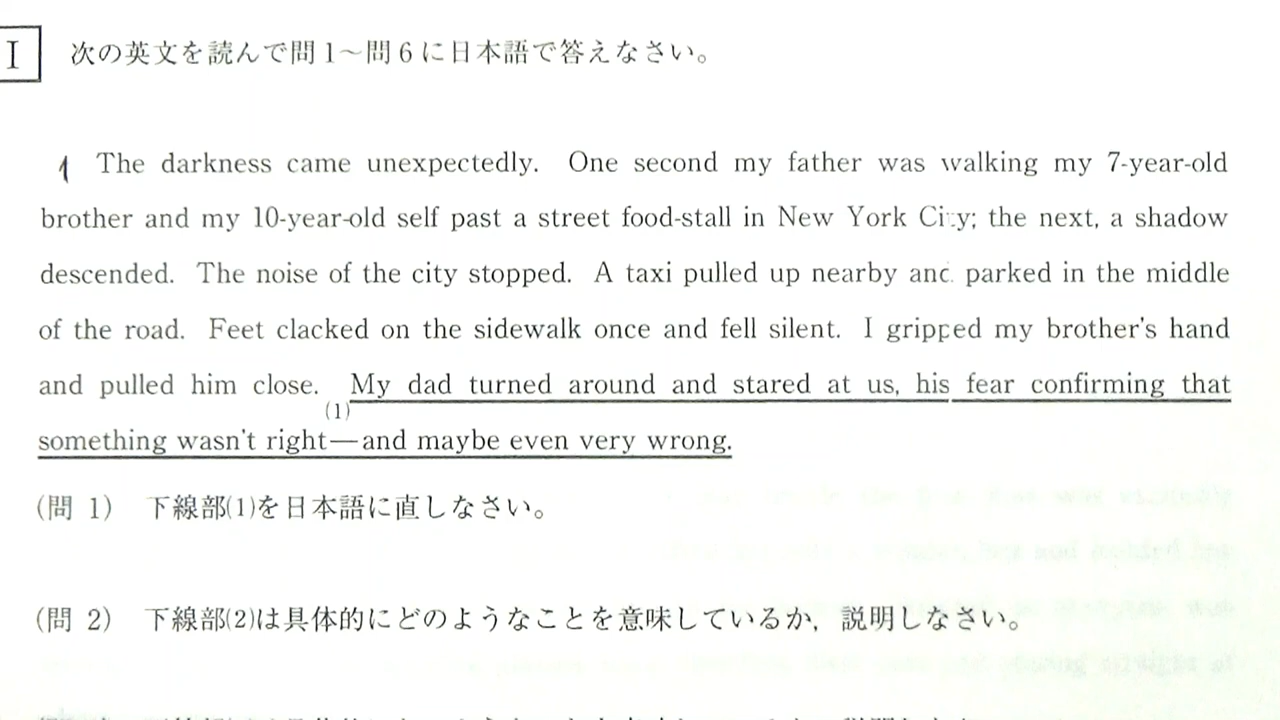 I 次の英文を読んで問1〜問6に日本語で答えなさい。
1 The darkness came unexpectedly. One second my father was walking my 7-year-old
brother and my 10-year-old self past a street food-stall in New York City; the next, a shadow
descended. The noise of the city stopped. A taxi pulled up nearby and parked in the middle
of the road. Feet clacked on the sidewalk once and fell silent. I gripped my brother's hand
and pulled him close. My dad turned around and stared at us, his fear confirming that
(1)
something wasn't right—and maybe even very wrong.
(問 1) 下線部(1)を日本語に直しなさい。
(問 2) 下線部(2)は具体的にどのようなことを意味しているか，説明しなさい。